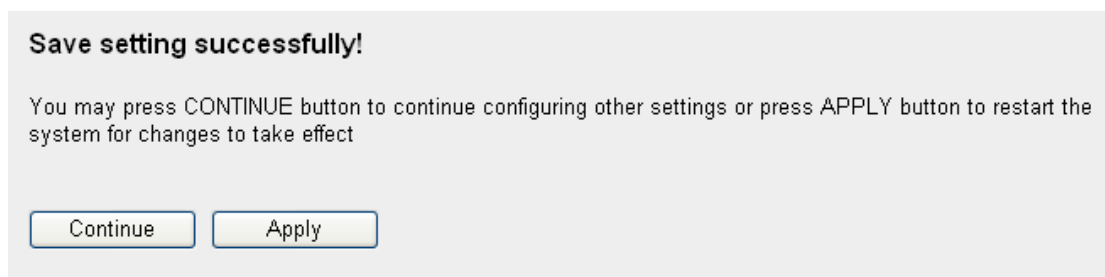 Save setting successfully!
You may press CONTINUE button to continue configuring other settings or press APPLY button to restart the
system for changes to take effect
Continue
Apply